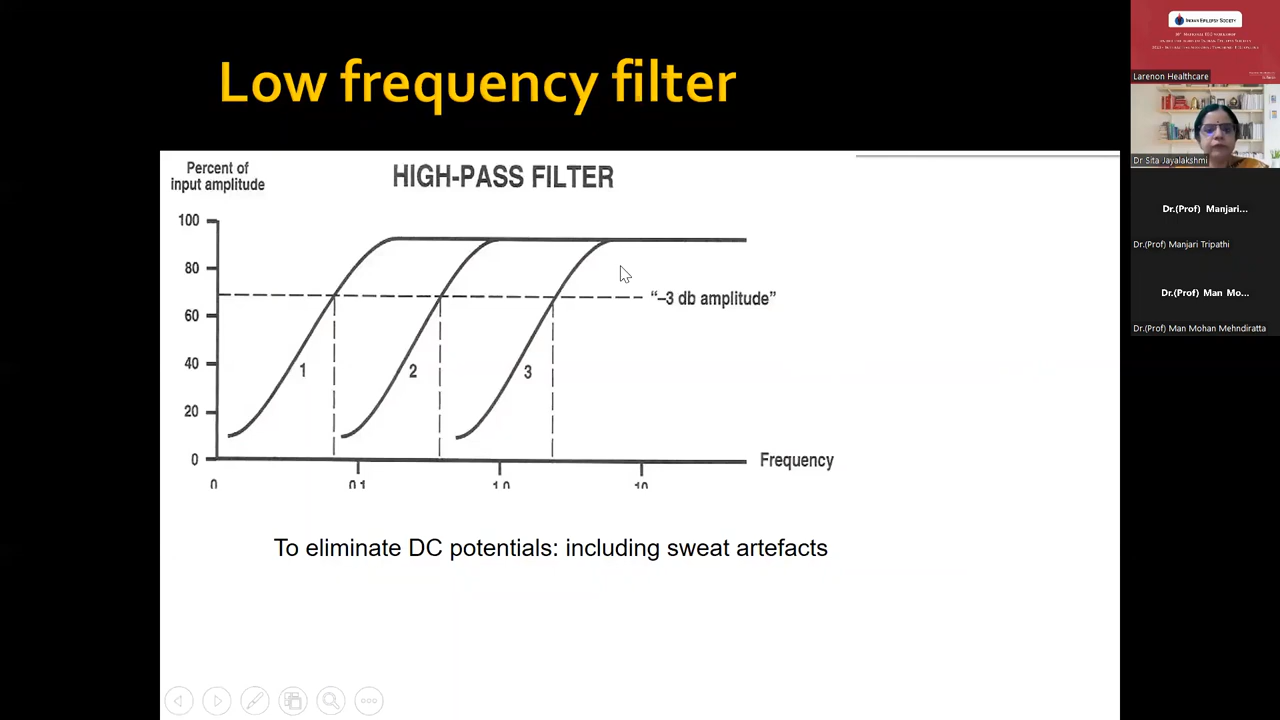 Low frequency filter
Percent of
input amplitude
HIGH-PASS FILTER
100
80
60
40
20
0
1
2
3
“–3 db amplitude”
Frequency
0
0.1
1.0
10
To eliminate DC potentials: including sweat artefacts
INDIAN EPILEPSY SOCIETY
Larenon Healthcare
Dr Sita Jayalakshmi
Dr.(Prof) Manjari...
Dr.(Prof) Manjari Tripathi
Dr.(Prof) Man Mo...
Dr.(Prof) Man Mohan Mehndiratta